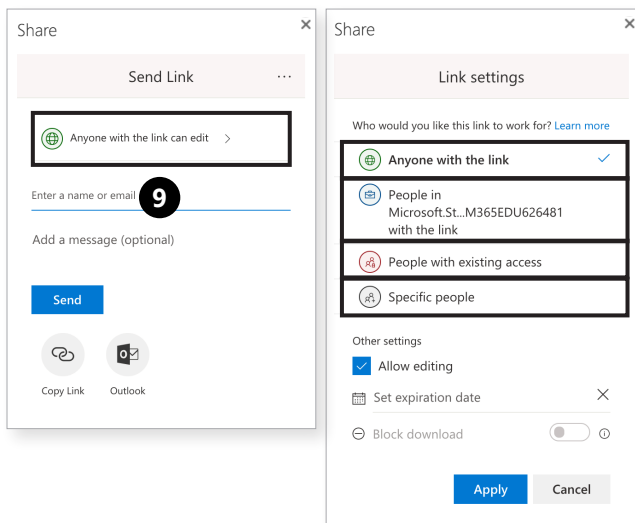 Share
Send Link
...
Anyone with the link can edit >
Enter a name or email 9
Add a message (optional)
Send
Copy Link Outlook
Share
Link settings
Who would you like this link to work for? Learn more
Anyone with the link
People in
Microsoft.St...M365EDU626481
with the link
People with existing access
Specific people
Other settings
Allow editing
Set expiration date
Block download
Apply Cancel